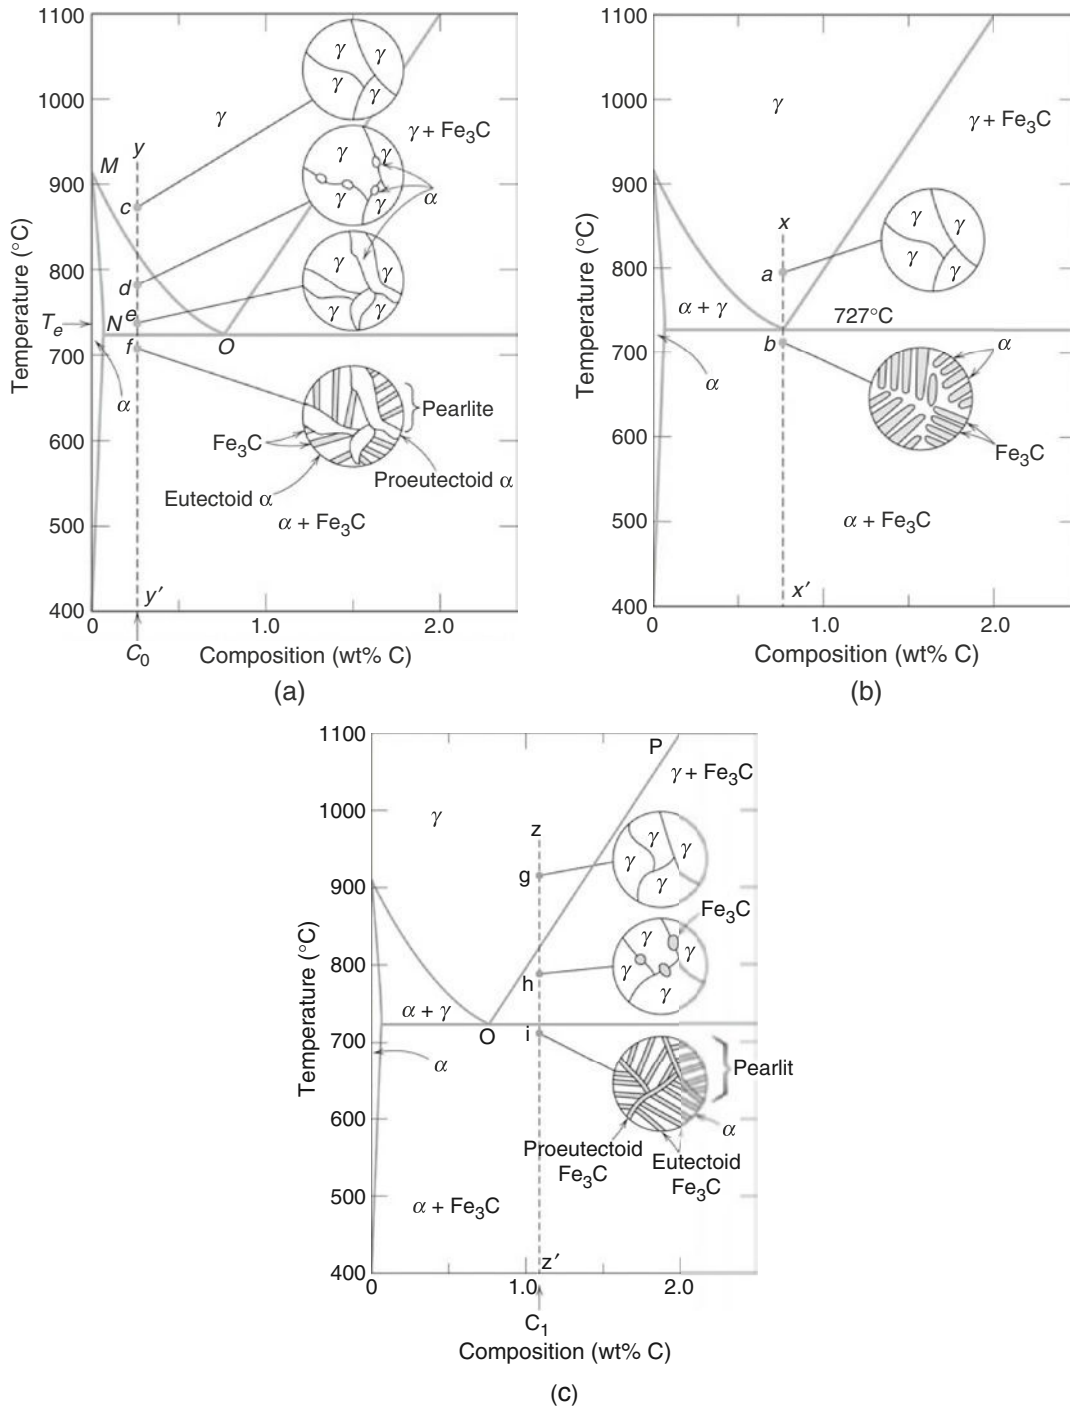 1100
1000
900
800
700
600
500
400
Temperature (°C)
T_e
M
y
c
d
e
N
f
O
γ
γ + Fe₃C
γ γ
γ γ
γ γ
γ γ
α
γ γ
γ γ
α
Pearlite
Fe₃C
Proeutectoid α
Eutectoid α
α + Fe₃C
y′
0 1.0 2.0
C₀
Composition (wt% C)
(a)
1100
1000
900
800
700
600
500
400
Temperature (°C)
γ
γ + Fe₃C
x
a
γ γ
γ γ
α + γ
727°C
b
α
α
Fe₃C
α + Fe₃C
x′
0 1.0 2.0
Composition (wt% C)
(b)
1100
1000
900
800
700
600
500
400
Temperature (°C)
P
γ + Fe₃C
γ
z
g
γ γ
γ γ
Fe₃C
h
γ γ
γ γ
α + γ
O
i
α
Pearlit
α
Proeutectoid
Fe₃C
Eutectoid
Fe₃C
α + Fe₃C
z′
0 1.0 2.0
C₁
Composition (wt% C)
(c)